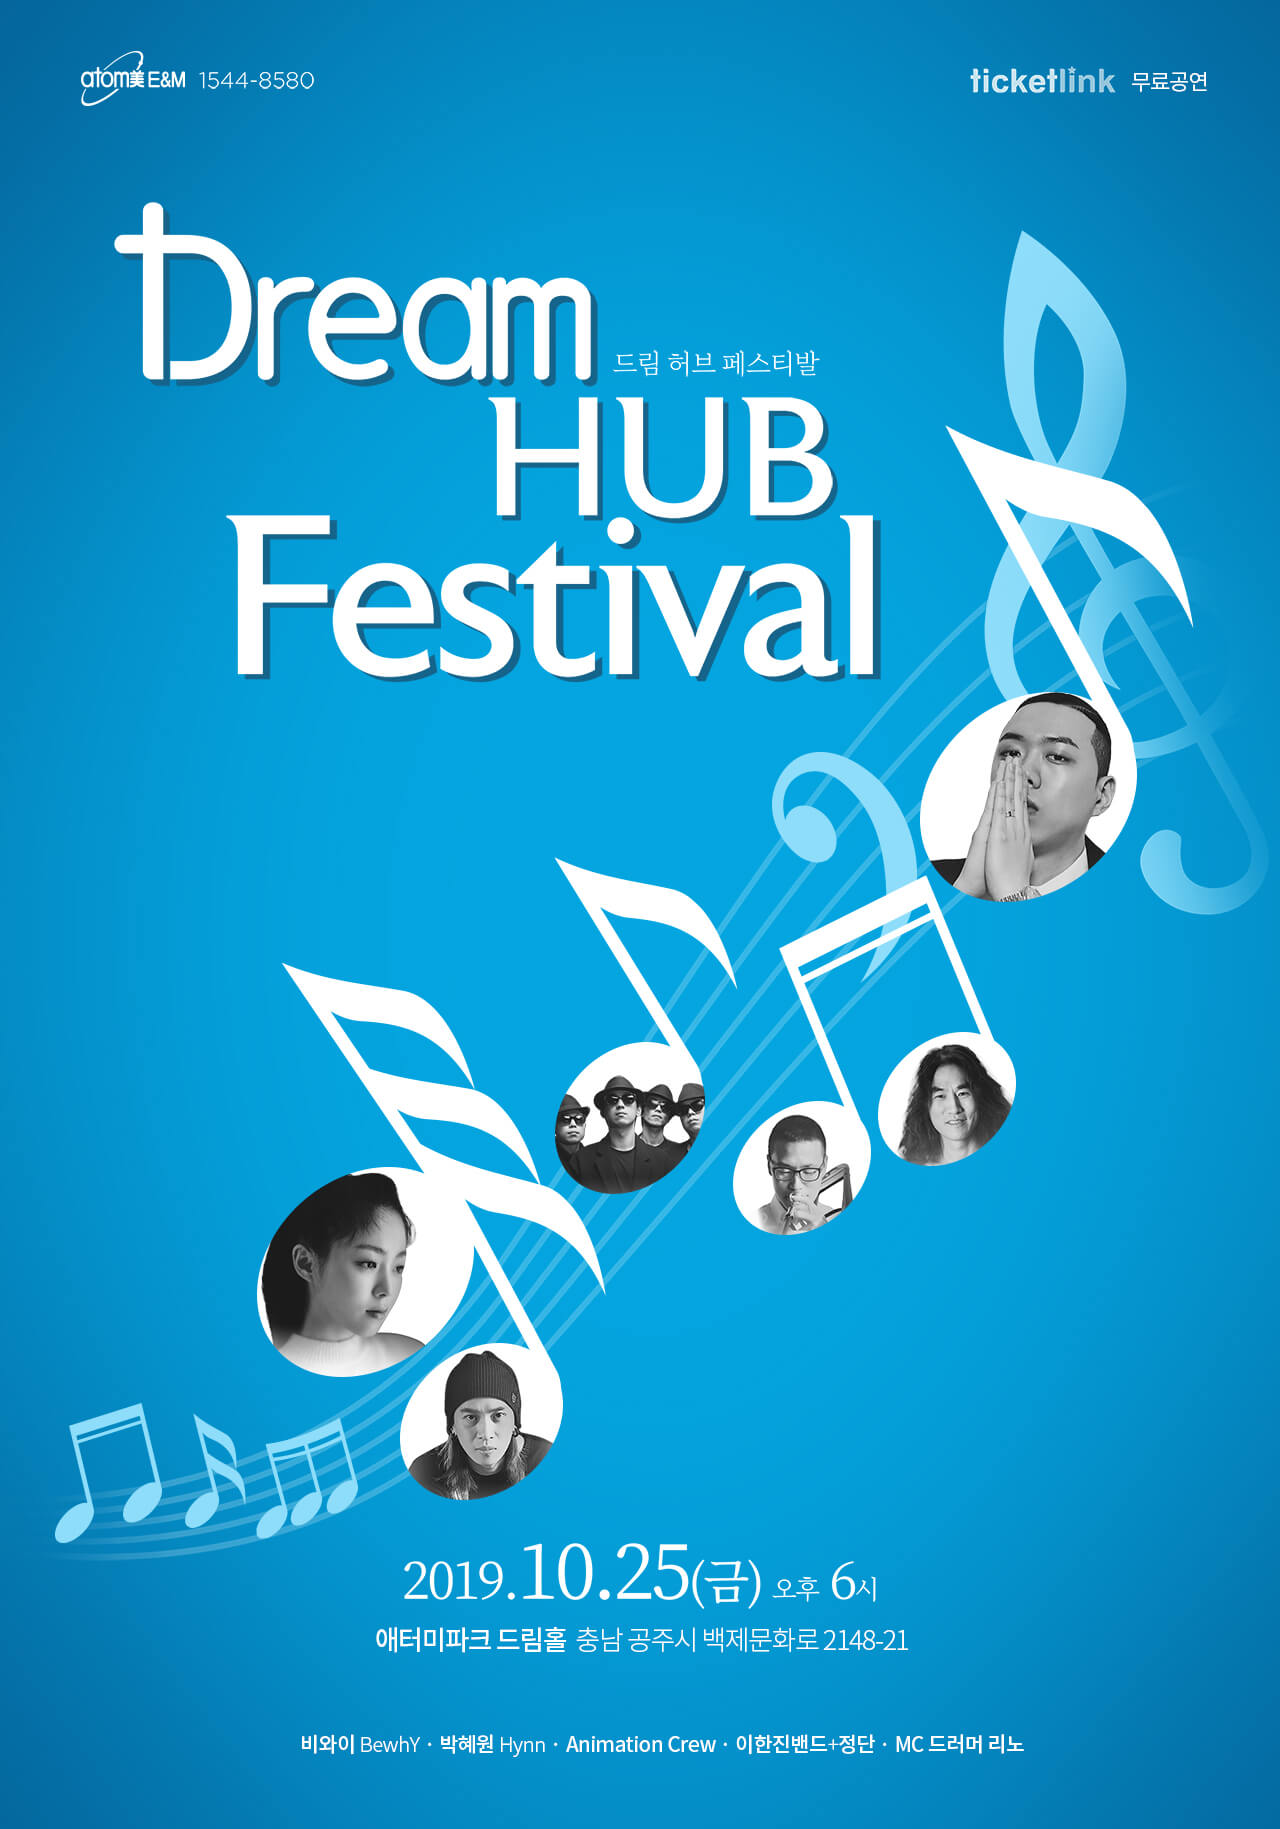 atom美 E&M 1544-8580
ticketlink 무료공연
Dream
드림 허브 페스티발
HUB
Festival
2019.10.25(금) 오후 6시
애터미파크 드림홀 충남 공주시 백제문화로 2148-21
비와이 BewhY · 박혜원 Hynn · Animation Crew · 이한진밴드+정단 · MC 드러머 리노